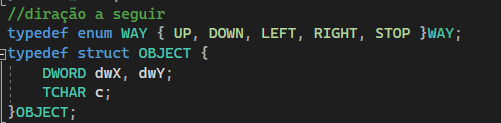 //diração a seguir
typedef enum WAY { UP, DOWN, LEFT, RIGHT, STOP }WAY;
typedef struct OBJECT {
    DWORD dwX, dwY;
    TCHAR c;
}OBJECT;